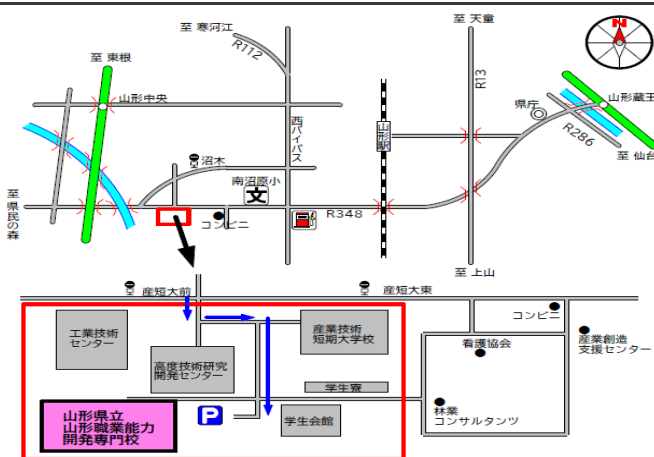 至 寒河江
至 天童
N
R112
至 東根
R13
山形中央
西バイパス
山形駅
県庁
山形蔵王
R286
至 仙台
沼木
南沼原小
文
至 県民の森
コンビニ
R348
至 上山
産短大前
産短大東
工業技術
センター
産業技術
短期大学校
コンビニ
看護協会
産業創造
支援センター
高度技術研究
開発センター
学生寮
山形県立
山形職業能力
開発専門校
P
学生会館
林業
コンサルタンツ